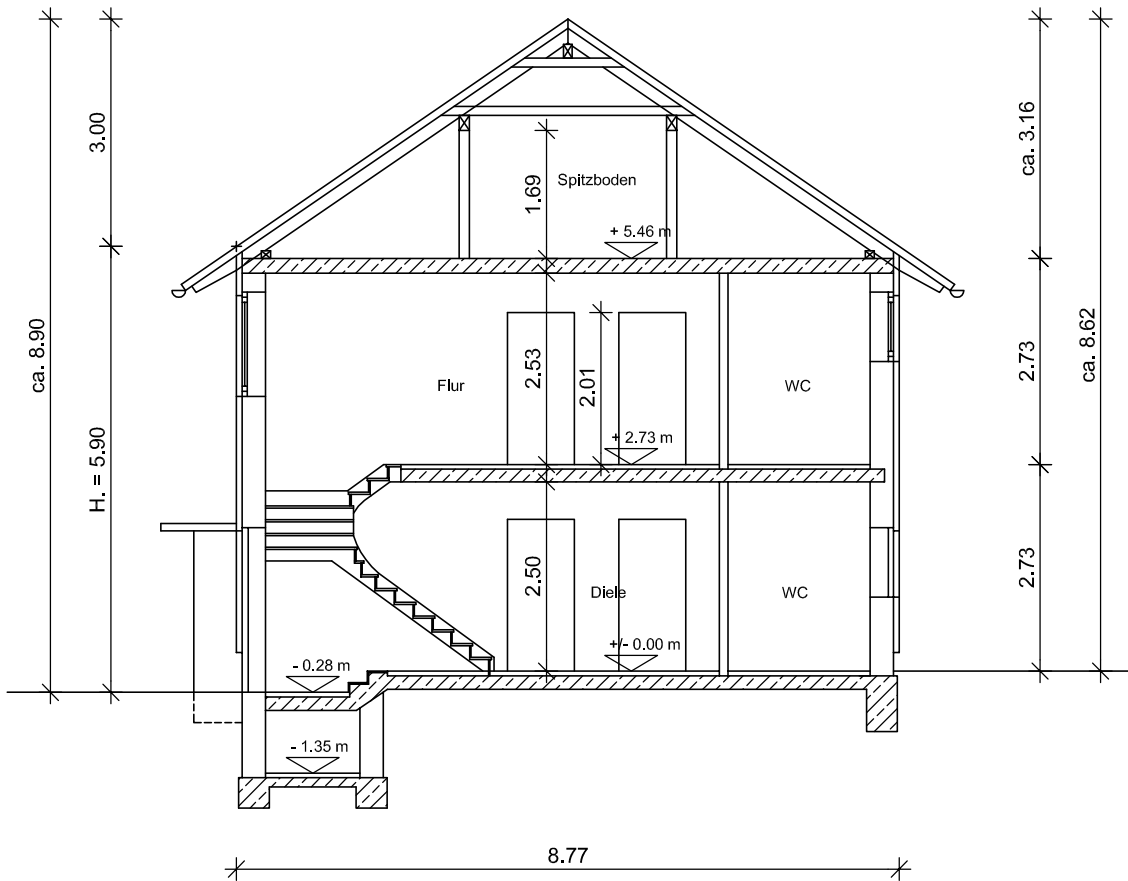 3.00
ca. 3.16
1.69
Spitzboden
+ 5.46 m
ca. 8.90
H. = 5.90
Flur
2.53
2.01
WC
+ 2.73 m
2.73
ca. 8.62
2.50
Diele
WC
2.73
+/- 0.00 m
- 0.28 m
- 1.35 m
8.77